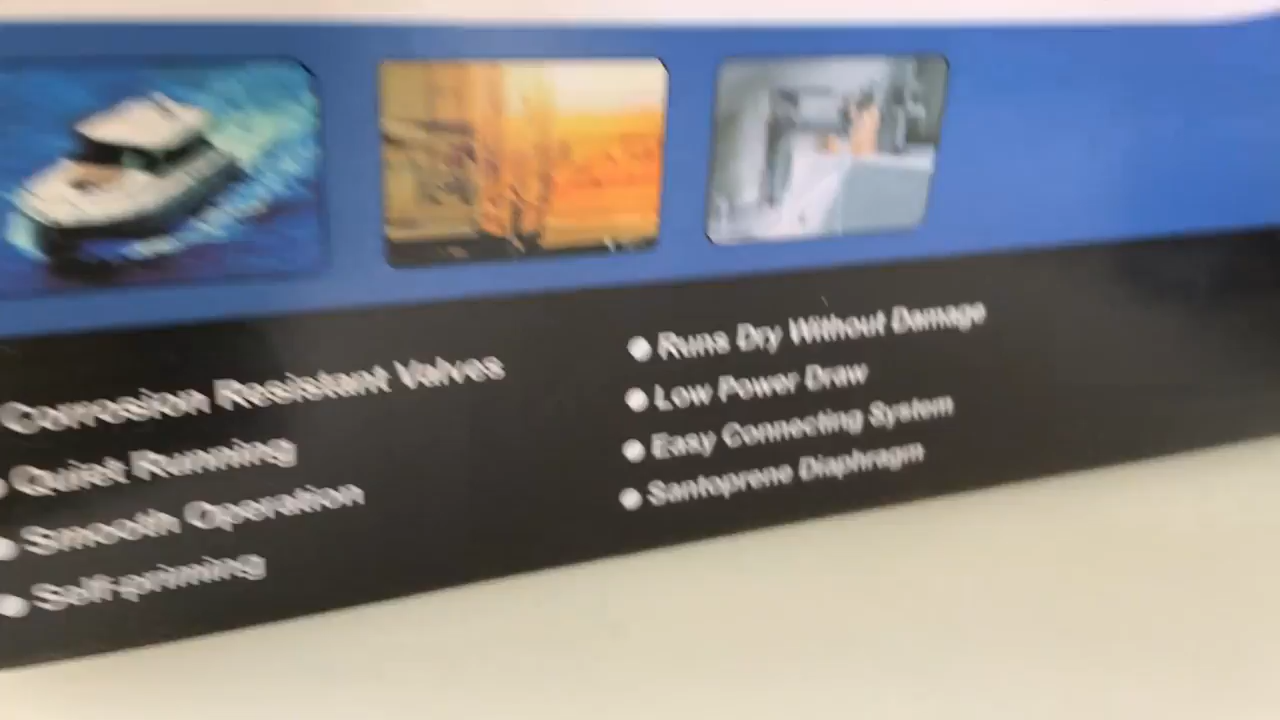 Corrosion Resistant Valves
Quiet Running
Smooth Operation
Self-priming
Runs Dry Without Damage
Low Power Draw
Easy Connecting System
Santoprene Diaphragm